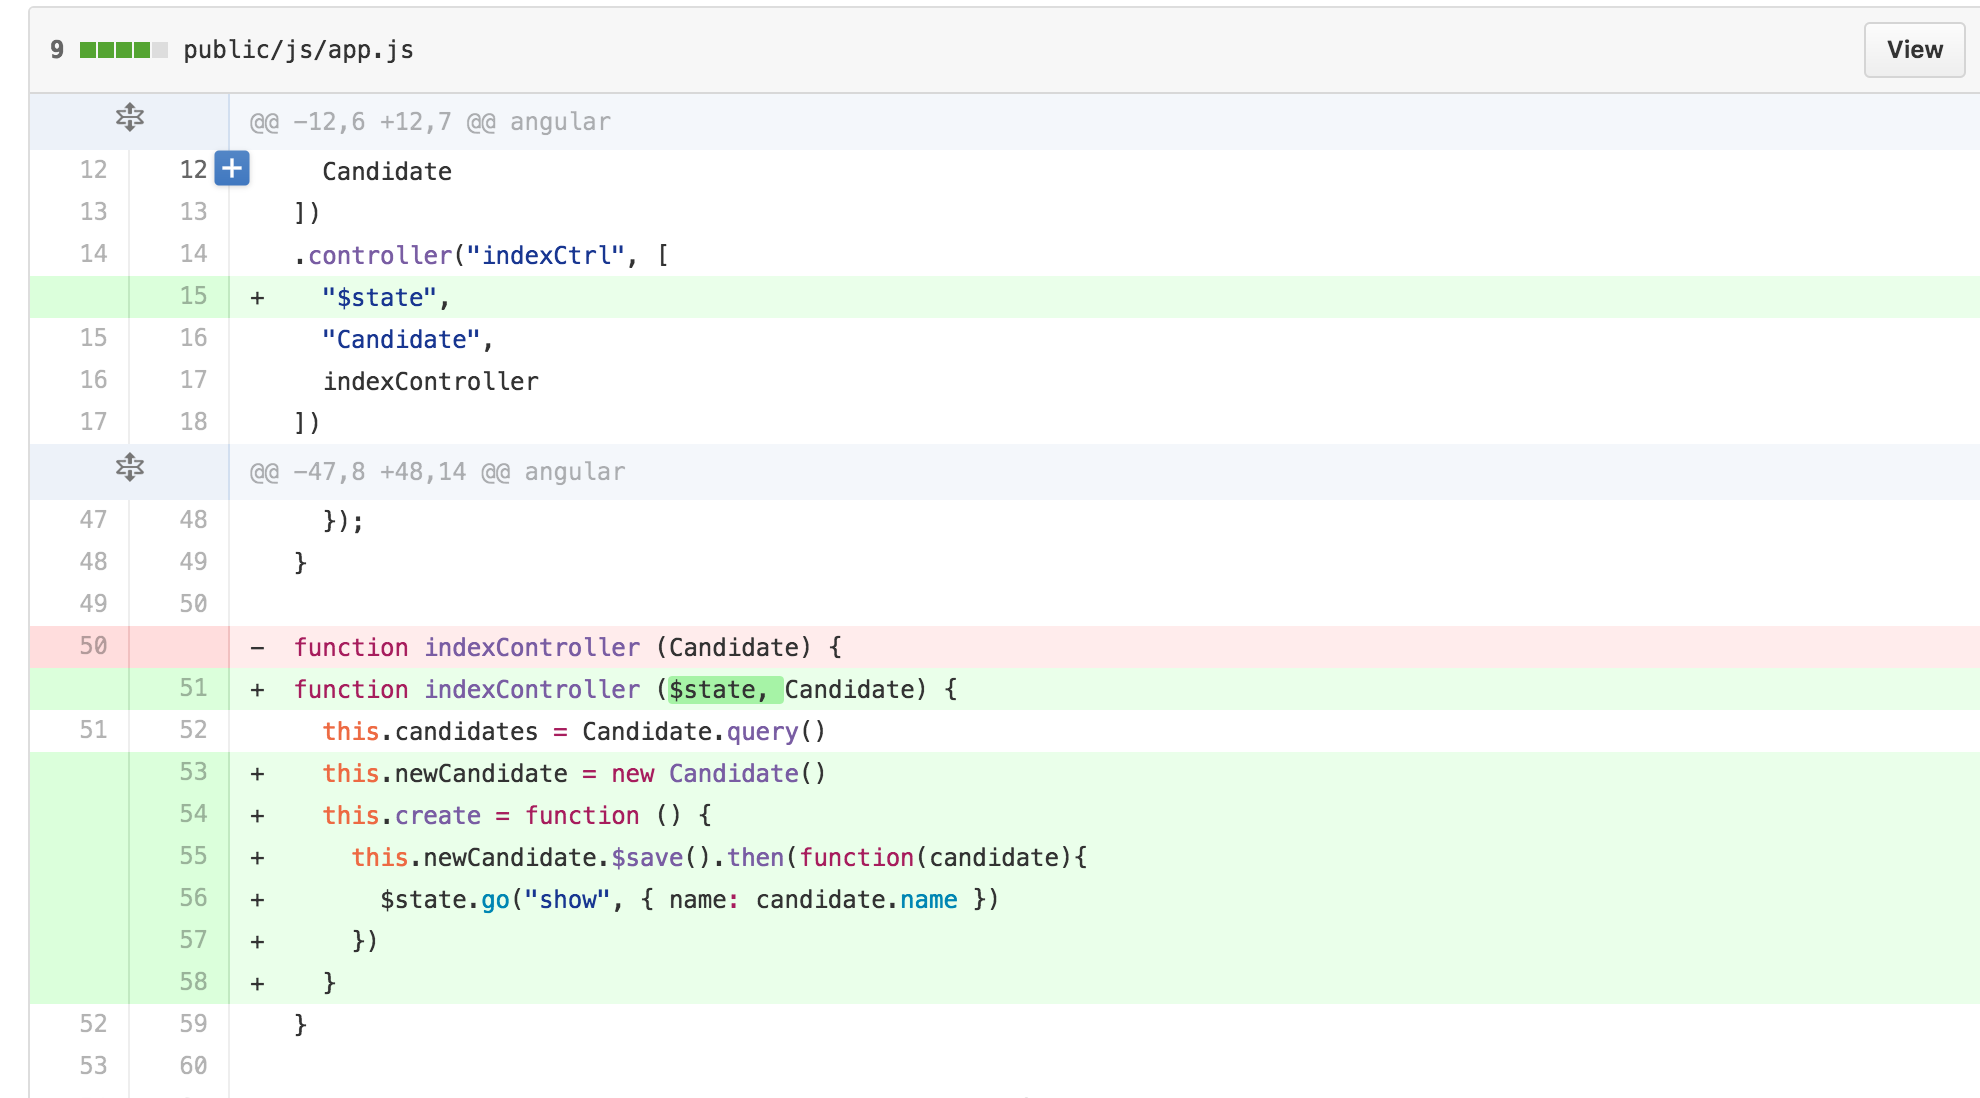 9 public/js/app.js View
@@ -12,6 +12,7 @@ angular
12 12 + Candidate
13 13 ])
14 14 .controller("indexCtrl", [
15 + "$state",
15 16 "Candidate",
16 17 indexController
17 18 ])
@@ -47,8 +48,14 @@ angular
47 48 });
48 49 }
49 50
50 - function indexController (Candidate) {
51 + function indexController ($state, Candidate) {
51 52 this.candidates = Candidate.query()
53 + this.newCandidate = new Candidate()
54 + this.create = function () {
55 + this.newCandidate.$save().then(function(candidate){
56 + $state.go("show", { name: candidate.name })
57 + })
58 + }
52 59 }
53 60